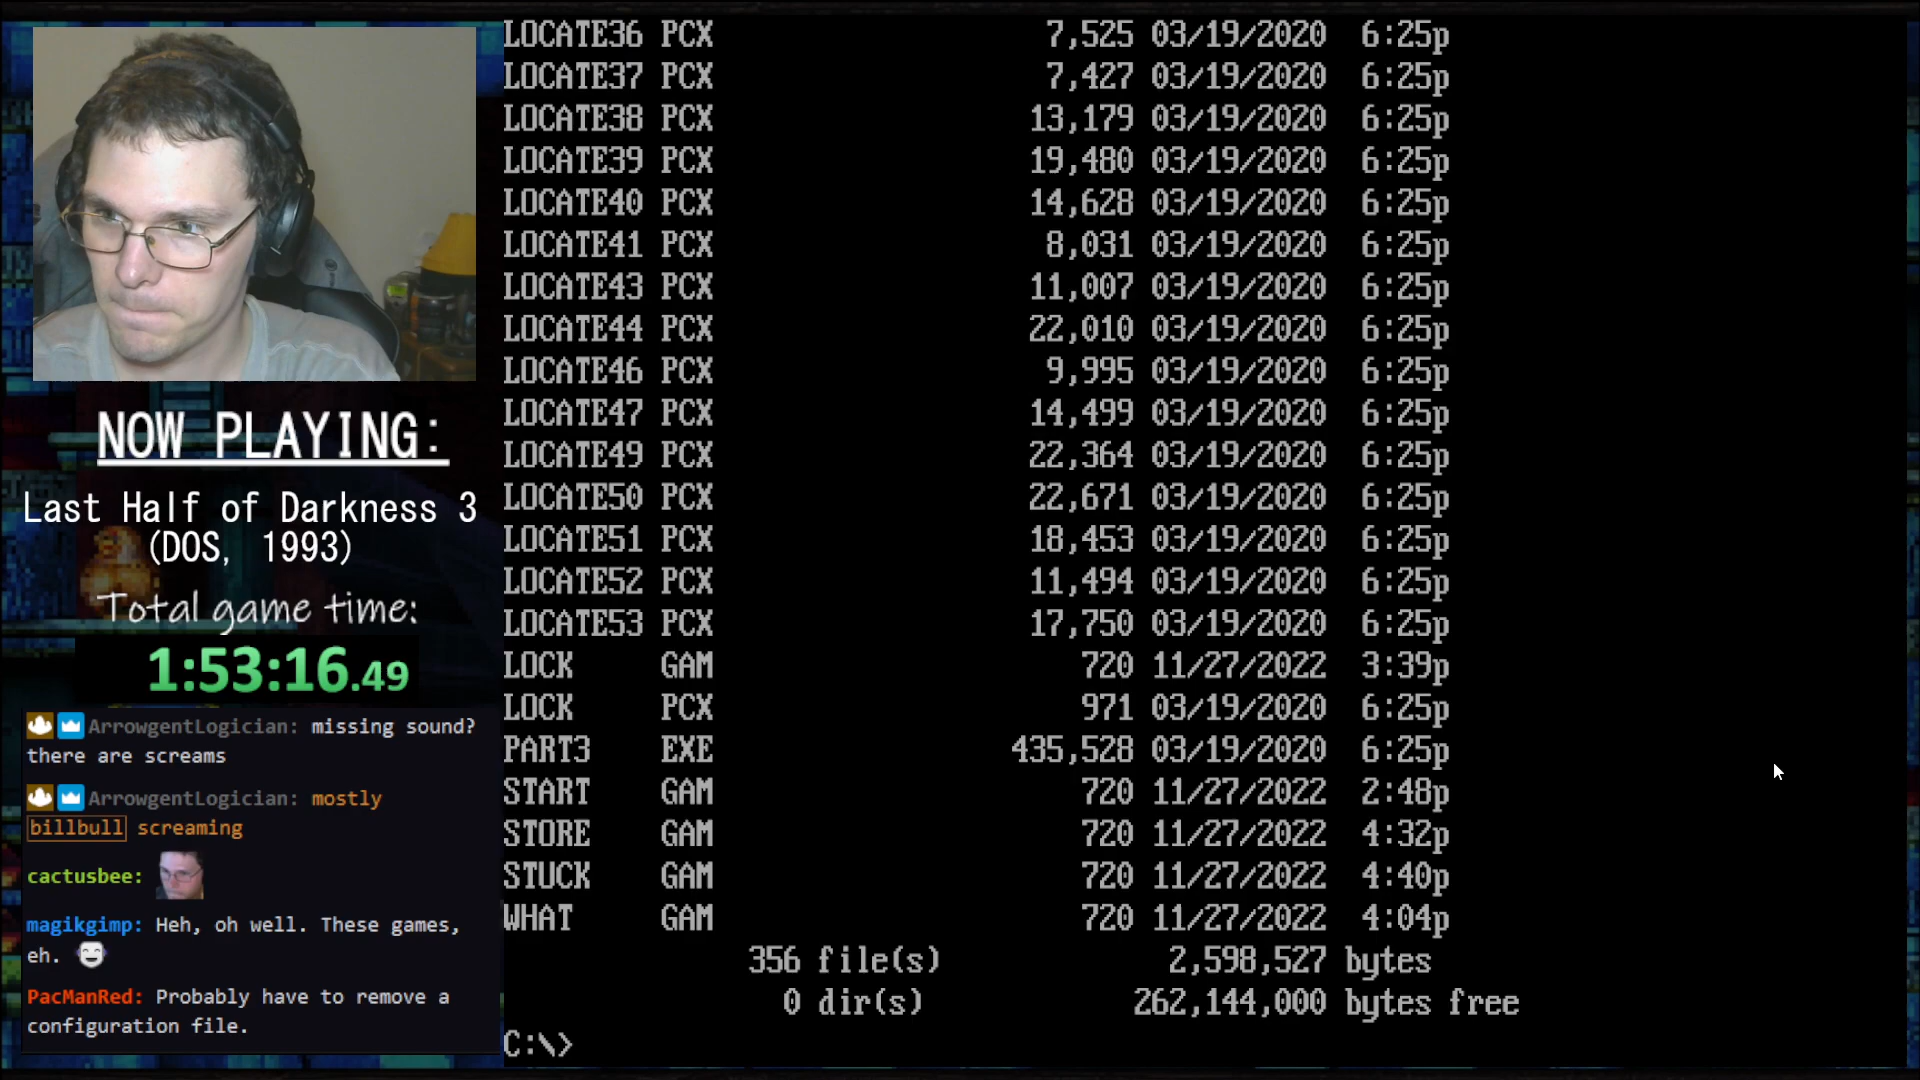 NOW PLAYING:
Last Half of Darkness 3
(DOS, 1993)
Total game time:
1:53:16.49
ArrowgentLogician: missing sound?
there are screams
ArrowgentLogician: mostly
billbull screaming
cactusbee:
magikgimp: Heh, oh well. These games,
eh.
PacManRed: Probably have to remove a
configuration file.
LOCATE36 PCX 7,525 03/19/2020 6:25p
LOCATE37 PCX 7,427 03/19/2020 6:25p
LOCATE38 PCX 13,179 03/19/2020 6:25p
LOCATE39 PCX 19,480 03/19/2020 6:25p
LOCATE40 PCX 14,628 03/19/2020 6:25p
LOCATE41 PCX 8,031 03/19/2020 6:25p
LOCATE43 PCX 11,007 03/19/2020 6:25p
LOCATE44 PCX 22,010 03/19/2020 6:25p
LOCATE46 PCX 9,995 03/19/2020 6:25p
LOCATE47 PCX 14,499 03/19/2020 6:25p
LOCATE49 PCX 22,364 03/19/2020 6:25p
LOCATE50 PCX 22,671 03/19/2020 6:25p
LOCATE51 PCX 18,453 03/19/2020 6:25p
LOCATE52 PCX 11,494 03/19/2020 6:25p
LOCATE53 PCX 17,750 03/19/2020 6:25p
LOCK GAM 720 11/27/2022 3:39p
LOCK PCX 971 03/19/2020 6:25p
PART3 EXE 435,528 03/19/2020 6:25p
START GAM 720 11/27/2022 2:48p
STORE GAM 720 11/27/2022 4:32p
STUCK GAM 720 11/27/2022 4:40p
WHAT GAM 720 11/27/2022 4:04p
356 file(s) 2,598,527 bytes
0 dir(s) 262,144,000 bytes free
C:\>